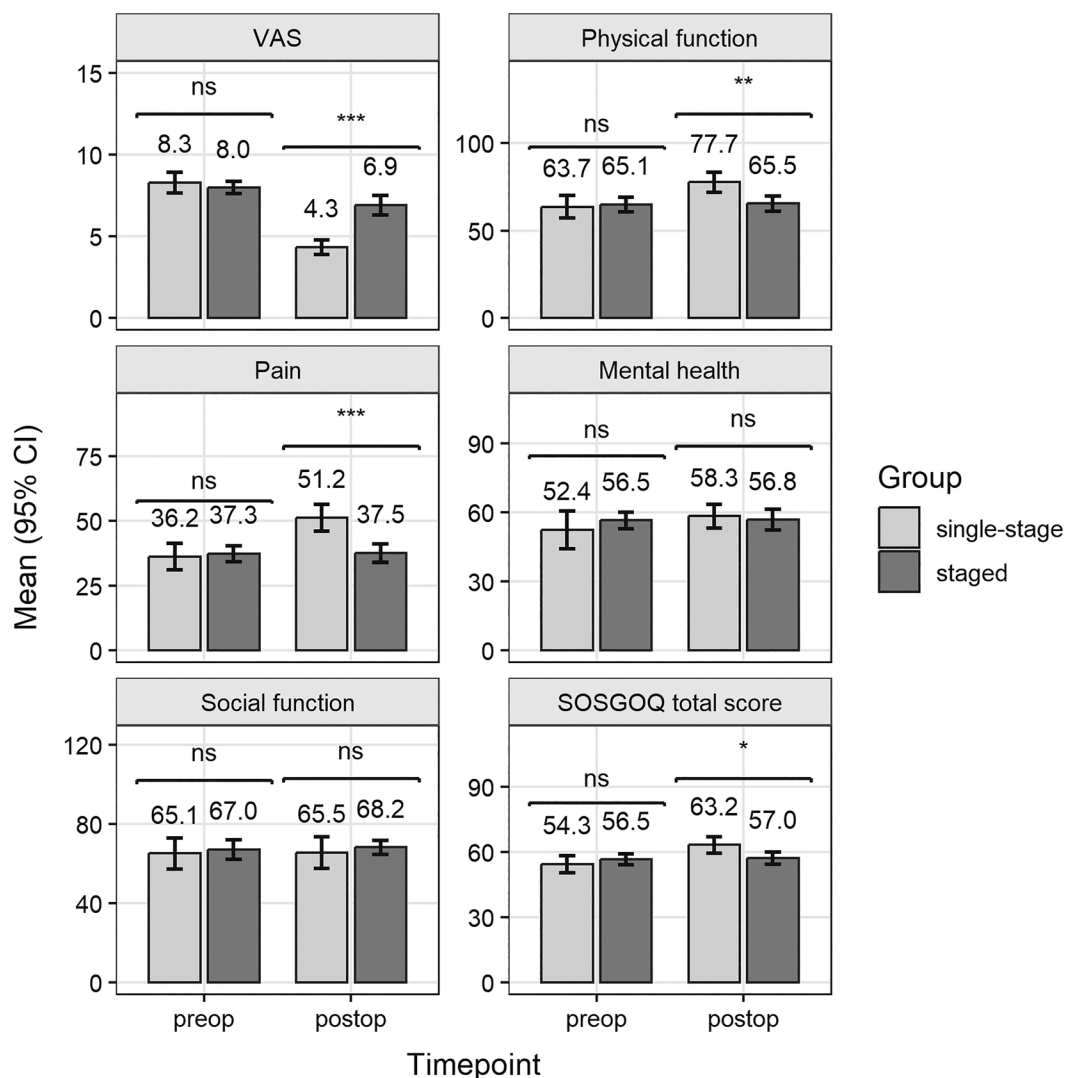 VAS
Physical function
15
10
5
0
ns
***
8.3 8.0
4.3 6.9
100
50
0
ns
**
63.7 65.1
77.7 65.5
Pain
Mental health
75
50
25
0
ns
***
36.2 37.3
51.2 37.5
90
60
30
0
ns
ns
52.4 56.5
58.3 56.8
Social function
SOSGOQ total score
120
80
40
0
ns
ns
65.1 67.0
65.5 68.2
90
60
30
0
ns
*
54.3 56.5
63.2 57.0
preop postop
preop postop
Mean (95% CI)
Timepoint
Group
single-stage
staged